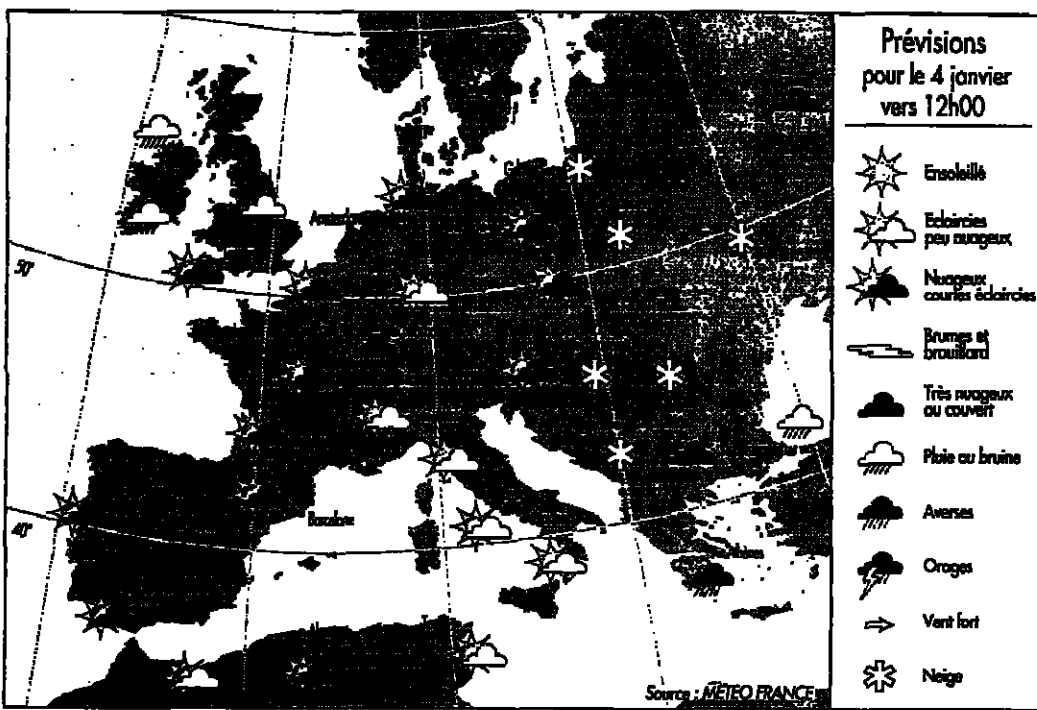 Prévisions
pour le 4 janvier
vers 12h00
Ensoleillé
Eclaircies
peu nuageux
Nuageux
courtes éclaircies
Brumes et
brouillard
Très nuageux
ou couvert
Pluie ou bruine
Averses
Orages
Vent fort
Neige
50°
40°
Barcelone
Athènes
Source : METEO FRANCE